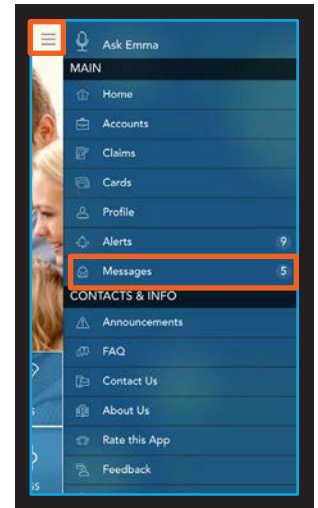 Ask Emma
MAIN
Home
Accounts
Claims
Cards
Profile
Alerts 9
Messages 5
CONTACTS & INFO
Announcements
FAQ
Contact Us
About Us
Rate this App
Feedback